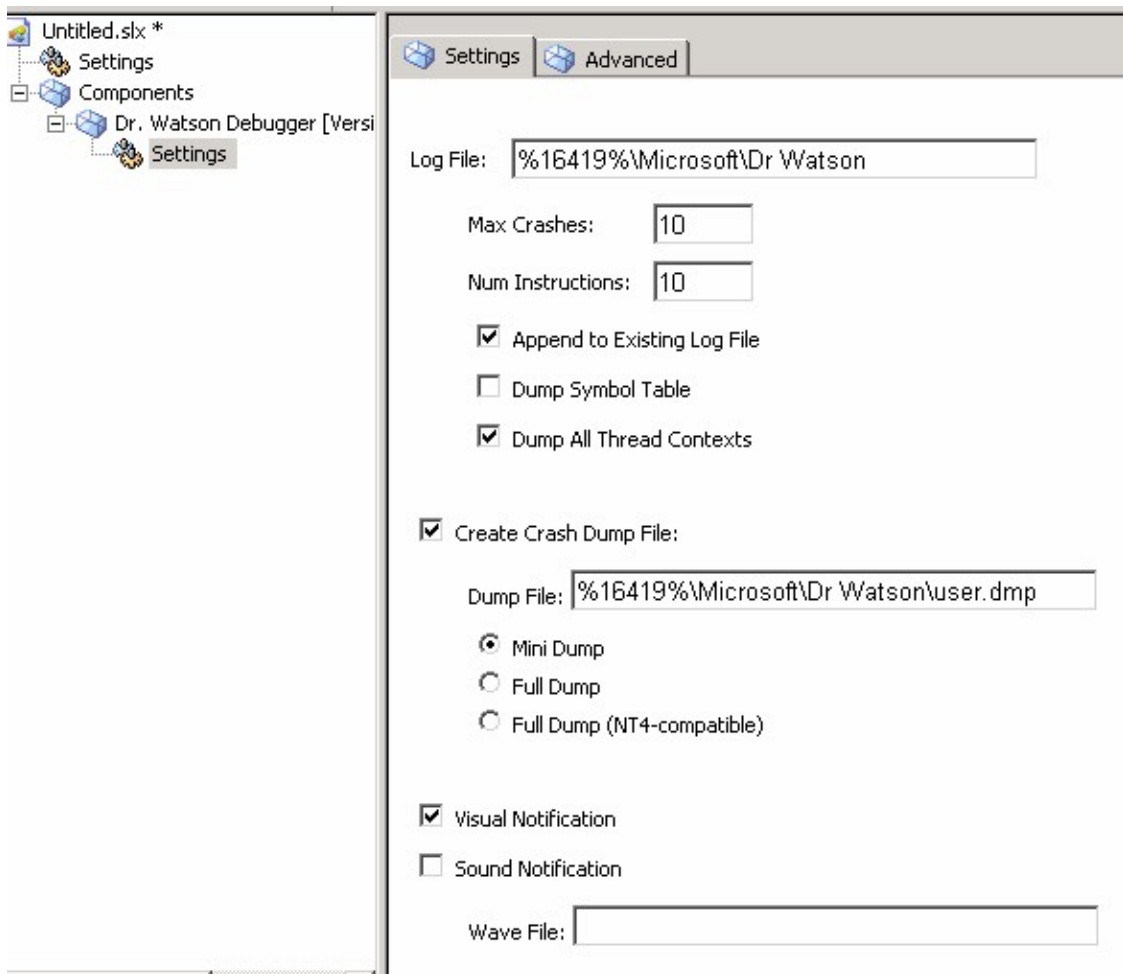 Untitled.slx *
Settings
Components
Dr. Watson Debugger [Versi
Settings
Settings
Advanced
Log File: %16419%\Microsoft\Dr Watson
Max Crashes: 10
Num Instructions: 10
Append to Existing Log File
Dump Symbol Table
Dump All Thread Contexts
Create Crash Dump File:
Dump File: %16419%\Microsoft\Dr Watson\user.dmp
Mini Dump
Full Dump
Full Dump (NT4-compatible)
Visual Notification
Sound Notification
Wave File: